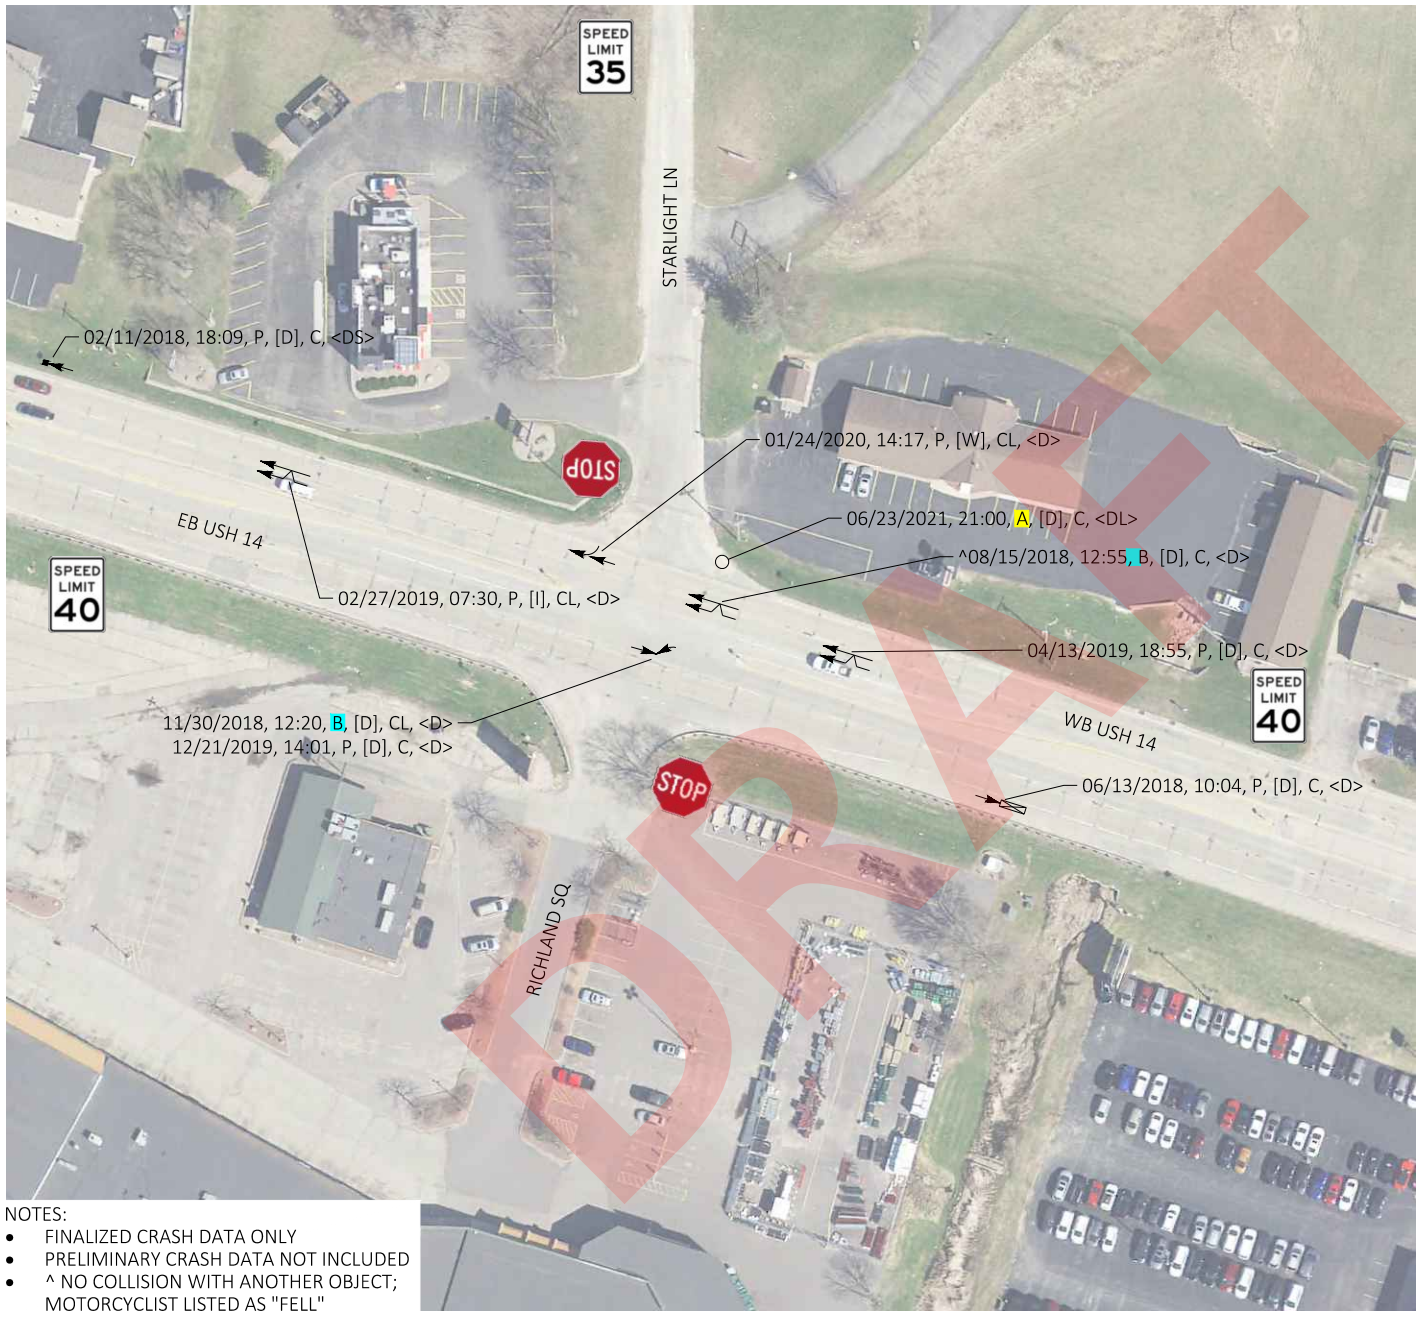 SPEED
LIMIT
35
STARLIGHT LN
02/11/2018, 18:09, P, [D], C, <DS>
01/24/2020, 14:17, P, [W], CL, <D>
STOP
06/23/2021, 21:00, A, [D], C, <DL>
EB USH 14
^08/15/2018, 12:55, B, [D], C, <D>
SPEED
LIMIT
40
02/27/2019, 07:30, P, [I], CL, <D>
04/13/2019, 18:55, P, [D], C, <D>
SPEED
LIMIT
40
11/30/2018, 12:20, B, [D], CL, <D>
12/21/2019, 14:01, P, [D], C, <D>
WB USH 14
STOP
06/13/2018, 10:04, P, [D], C, <D>
RICHLAND SQ
DRAFT
NOTES:
• FINALIZED CRASH DATA ONLY
• PRELIMINARY CRASH DATA NOT INCLUDED
• ^ NO COLLISION WITH ANOTHER OBJECT;
MOTORCYCLIST LISTED AS "FELL"